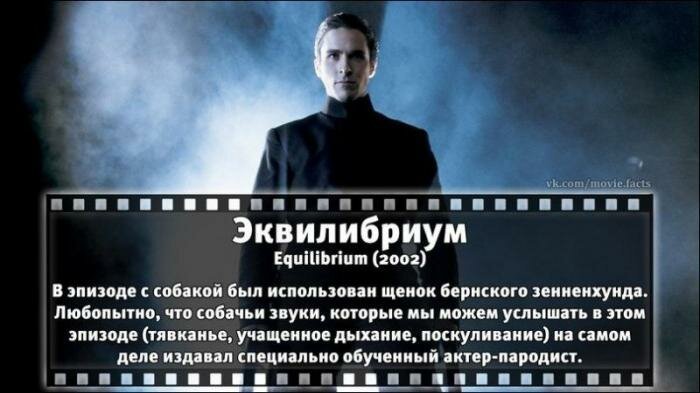 vk.com/movie.facts
Эквилибриум
Equilibrium (2002)
В эпизоде с собакой был использован щенок бернского зенненхунда.
Любопытно, что собачьи звуки, которые мы можем услышать в этом
эпизоде (тявканье, учащенное дыхание, поскуливание) на самом
деле издавал специально обученный актер-пародист.